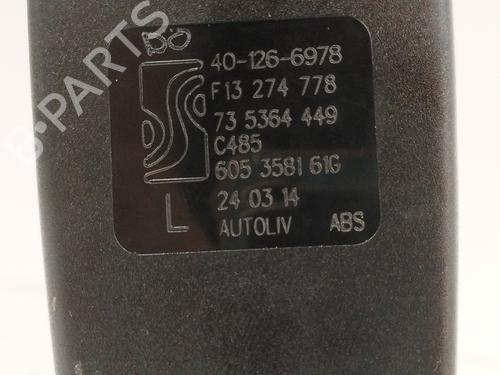 40-126-6978
F13 274 778
73 5364 449
C485
605 3581 61G
24 03 14
L AUTOLIV ABS
B-PARTS